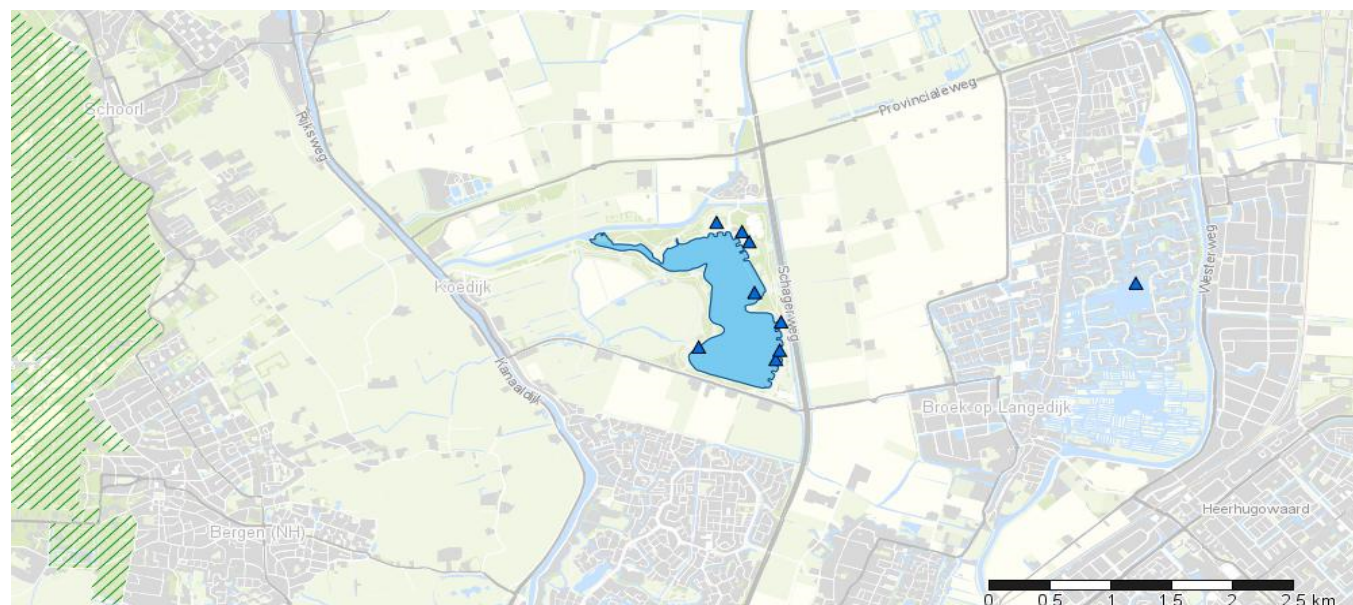 Schoorl
Rijksweg
Provincialeweg
Westerweg
Schagerweg
Koedijk
Kanaaldijk
Broek op Langedijk
Bergen (NH)
Heerhugowaard
0 0.5 1 1.5 2 2.5 km